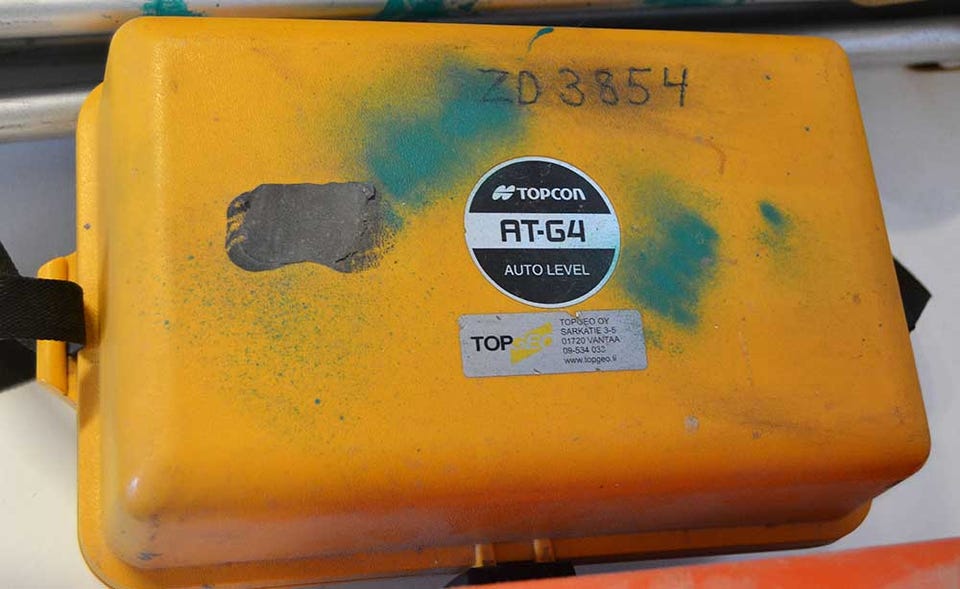 ZD3854
TOPCON
AT-G4
AUTO LEVEL
TOPGEO
TOPGEO OY
SARKATIE 3-5
01720 VANTAA
09-534 033
www.topgeo.fi